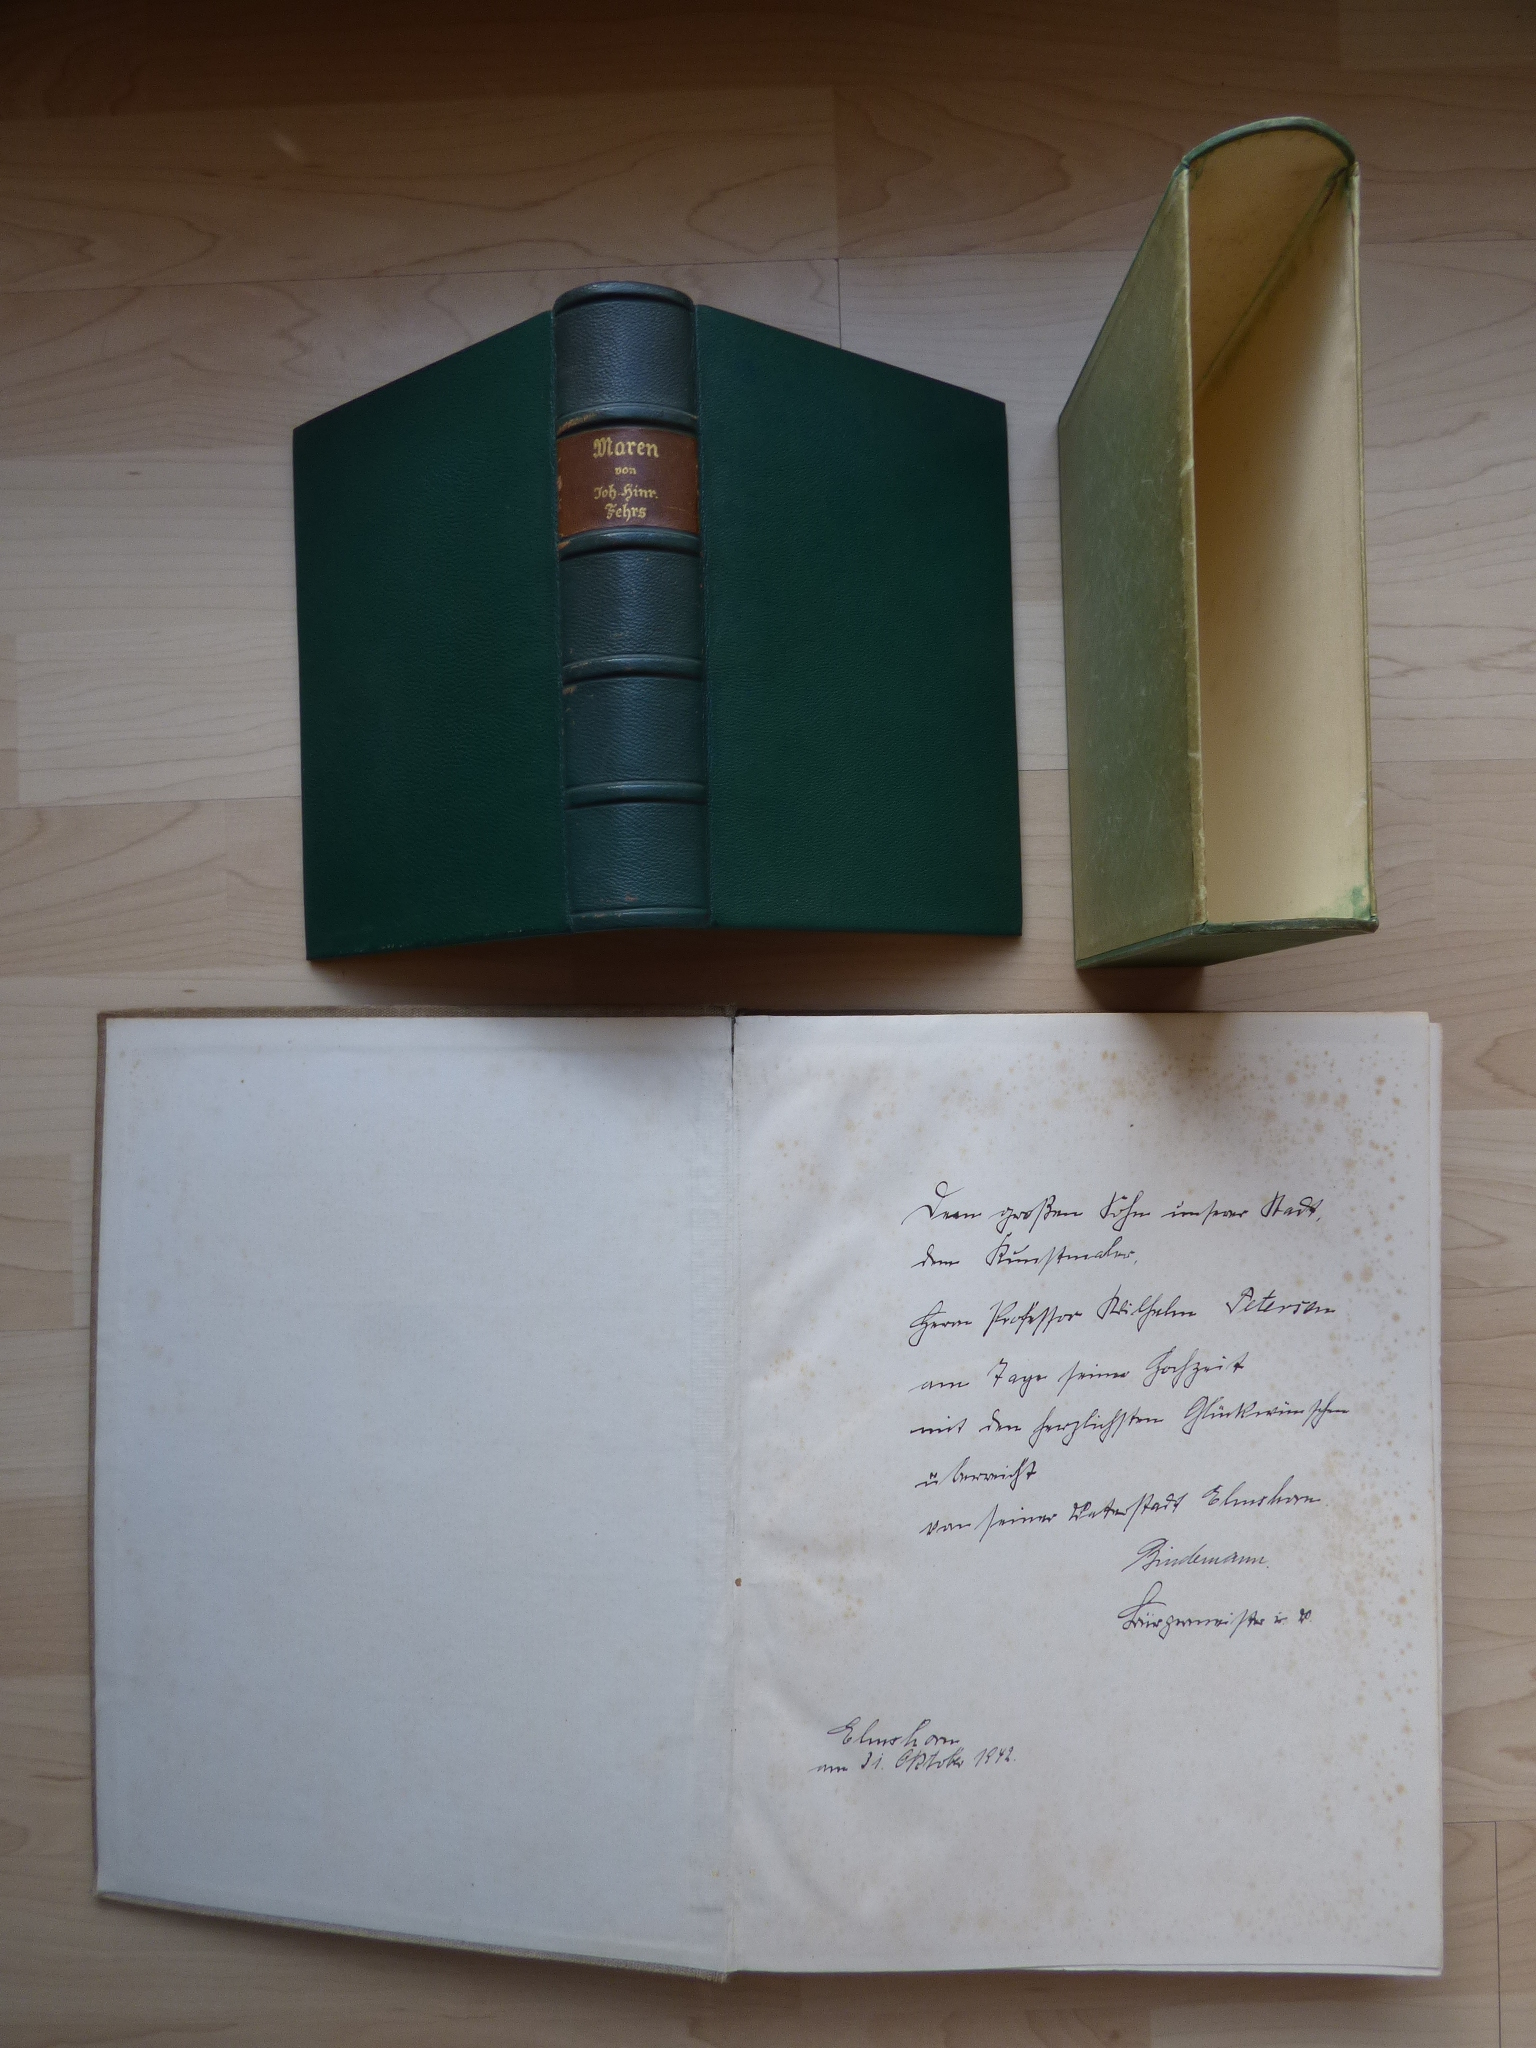 Maren
von
Joh. Hinr.
Fehrs
Dem großen Sohn unserer Stadt,
dem Kunstmaler,
Herrn Professor Wilhelm Petersen
am Tage seiner Hochzeit
mit den herzlichsten Glückwünschen
überreicht
von seiner Vaterstadt Elmshorn
Bindemann.
Bürgermeister i. V.
Elmshorn
am 31. Oktober 1942.